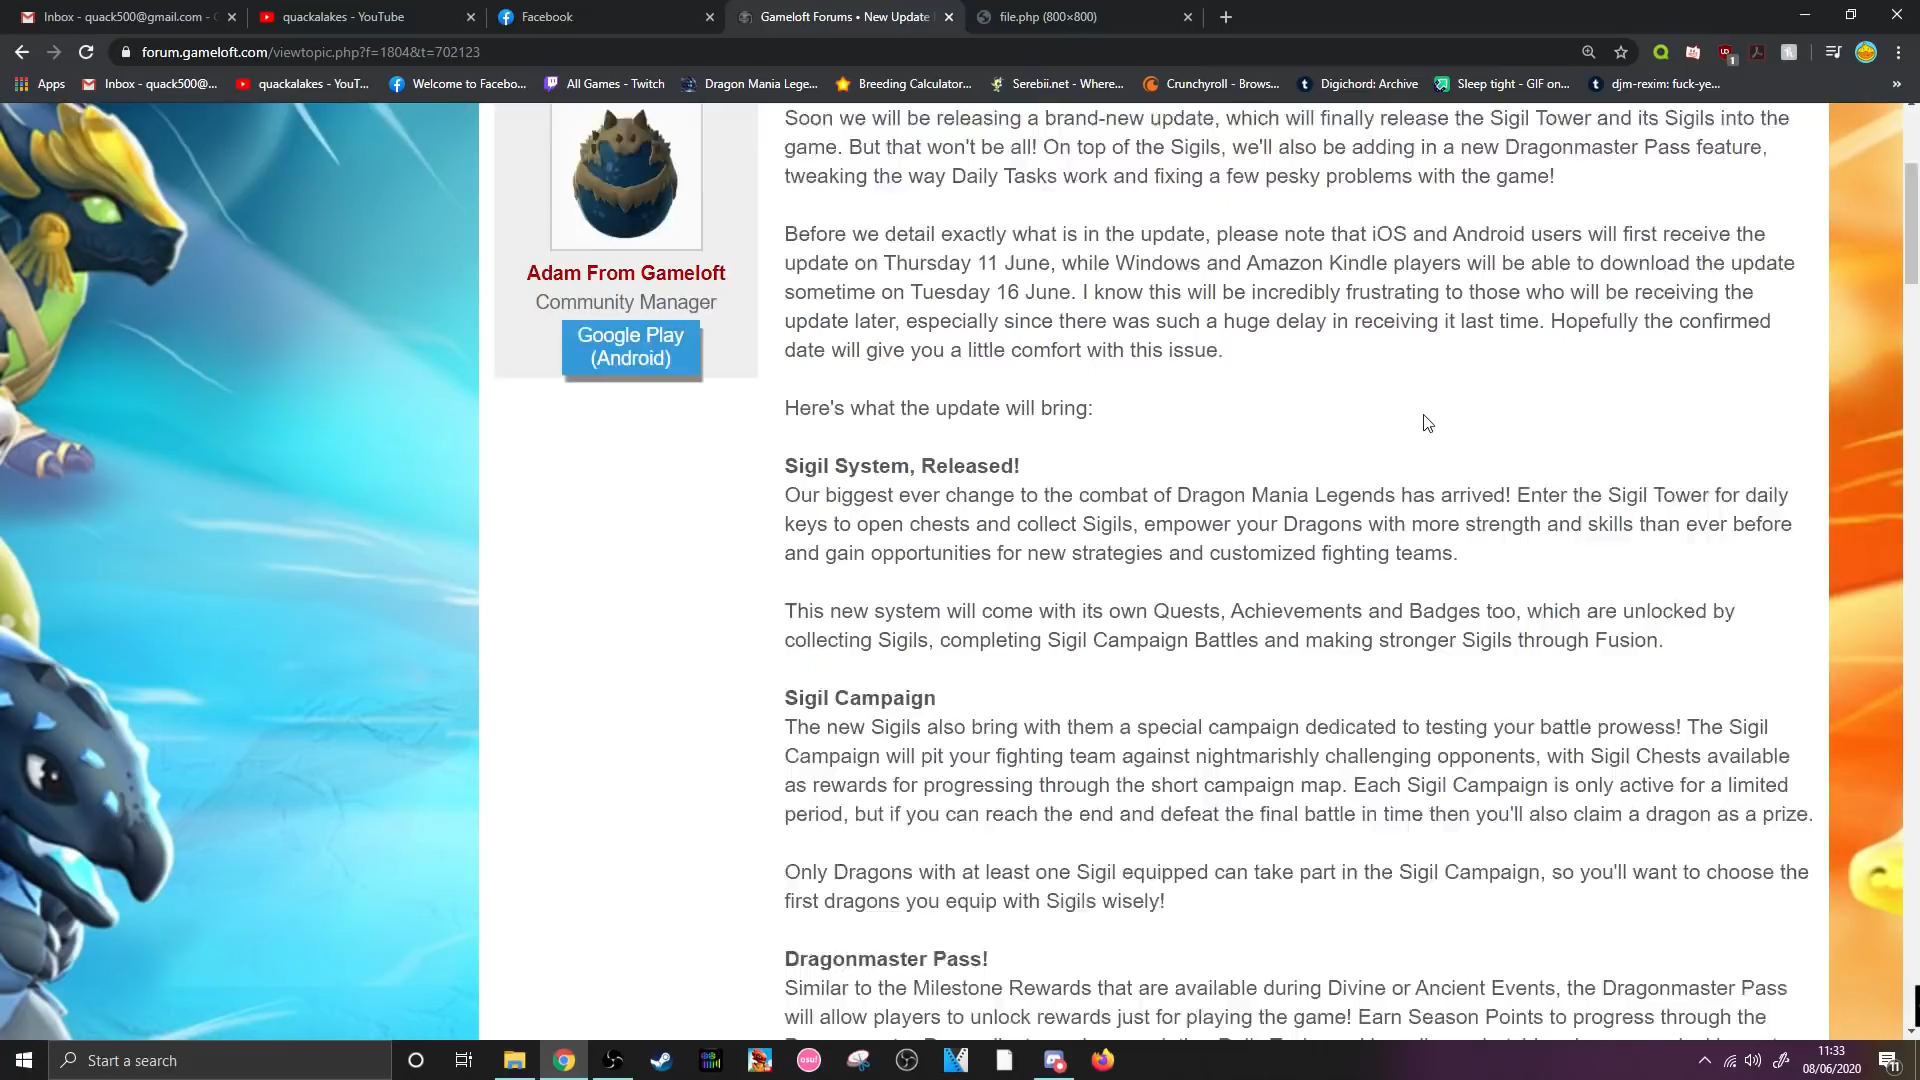 Inbox - quack500@gmail.com - G
quackalakes - YouTube
Facebook
Gameloft Forums • New Update
file.php (800×800)
forum.gameloft.com/viewtopic.php?f=1804&t=702123
Apps
Inbox - quack500@...
quackalakes - YouT...
Welcome to Facebo...
All Games - Twitch
Dragon Mania Lege...
Breeding Calculator...
Serebii.net - Where...
Crunchyroll - Brows...
Digichord: Archive
Sleep tight - GIF on...
djm-rexim: fuck-ye...
»
Soon we will be releasing a brand-new update, which will finally release the Sigil Tower and its Sigils into the
game. But that won't be all! On top of the Sigils, we'll also be adding in a new Dragonmaster Pass feature,
tweaking the way Daily Tasks work and fixing a few pesky problems with the game!
Adam From Gameloft
Community Manager
Google Play
(Android)
Before we detail exactly what is in the update, please note that iOS and Android users will first receive the
update on Thursday 11 June, while Windows and Amazon Kindle players will be able to download the update
sometime on Tuesday 16 June. I know this will be incredibly frustrating to those who will be receiving the
update later, especially since there was such a huge delay in receiving it last time. Hopefully the confirmed
date will give you a little comfort with this issue.
Here's what the update will bring:
Sigil System, Released!
Our biggest ever change to the combat of Dragon Mania Legends has arrived! Enter the Sigil Tower for daily
keys to open chests and collect Sigils, empower your Dragons with more strength and skills than ever before
and gain opportunities for new strategies and customized fighting teams.
This new system will come with its own Quests, Achievements and Badges too, which are unlocked by
collecting Sigils, completing Sigil Campaign Battles and making stronger Sigils through Fusion.
Sigil Campaign
The new Sigils also bring with them a special campaign dedicated to testing your battle prowess! The Sigil
Campaign will pit your fighting team against nightmarishly challenging opponents, with Sigil Chests available
as rewards for progressing through the short campaign map. Each Sigil Campaign is only active for a limited
period, but if you can reach the end and defeat the final battle in time then you'll also claim a dragon as a prize.
Only Dragons with at least one Sigil equipped can take part in the Sigil Campaign, so you'll want to choose the
first dragons you equip with Sigils wisely!
Dragonmaster Pass!
Similar to the Milestone Rewards that are available during Divine or Ancient Events, the Dragonmaster Pass
will allow players to unlock rewards just for playing the game! Earn Season Points to progress through the
Start a search
osu!
11:33
08/06/2020
11